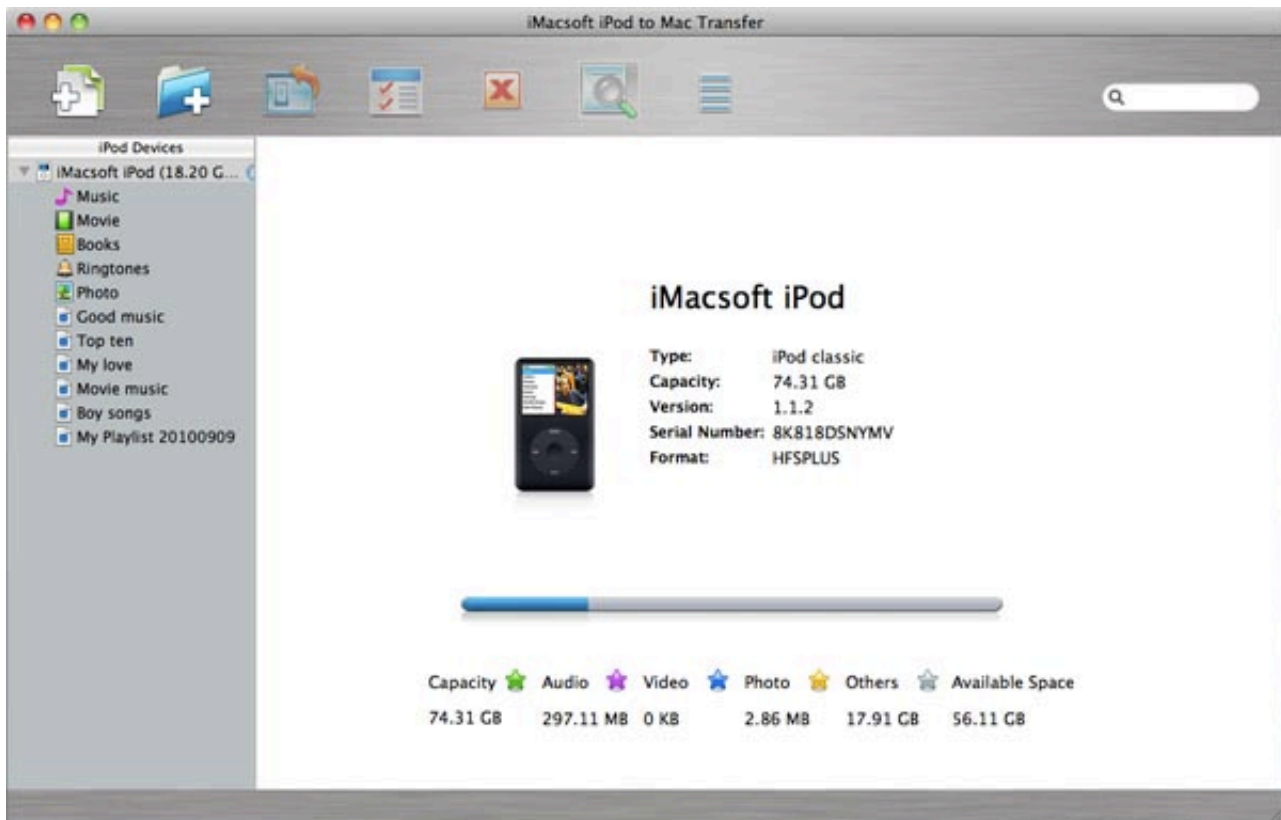 iMacsoft iPod to Mac Transfer
iPod Devices
iMacsoft iPod (18.20 G...
Music
Movie
Books
Ringtones
Photo
Good music
Top ten
My love
Movie music
Boy songs
My Playlist 20100909
iMacsoft iPod
Type: iPod classic
Capacity: 74.31 GB
Version: 1.1.2
Serial Number: 8K818DSNYMV
Format: HFSPLUS
Capacity Audio Video Photo Others Available Space
74.31 GB 297.11 MB 0 KB 2.86 MB 17.91 GB 56.11 GB